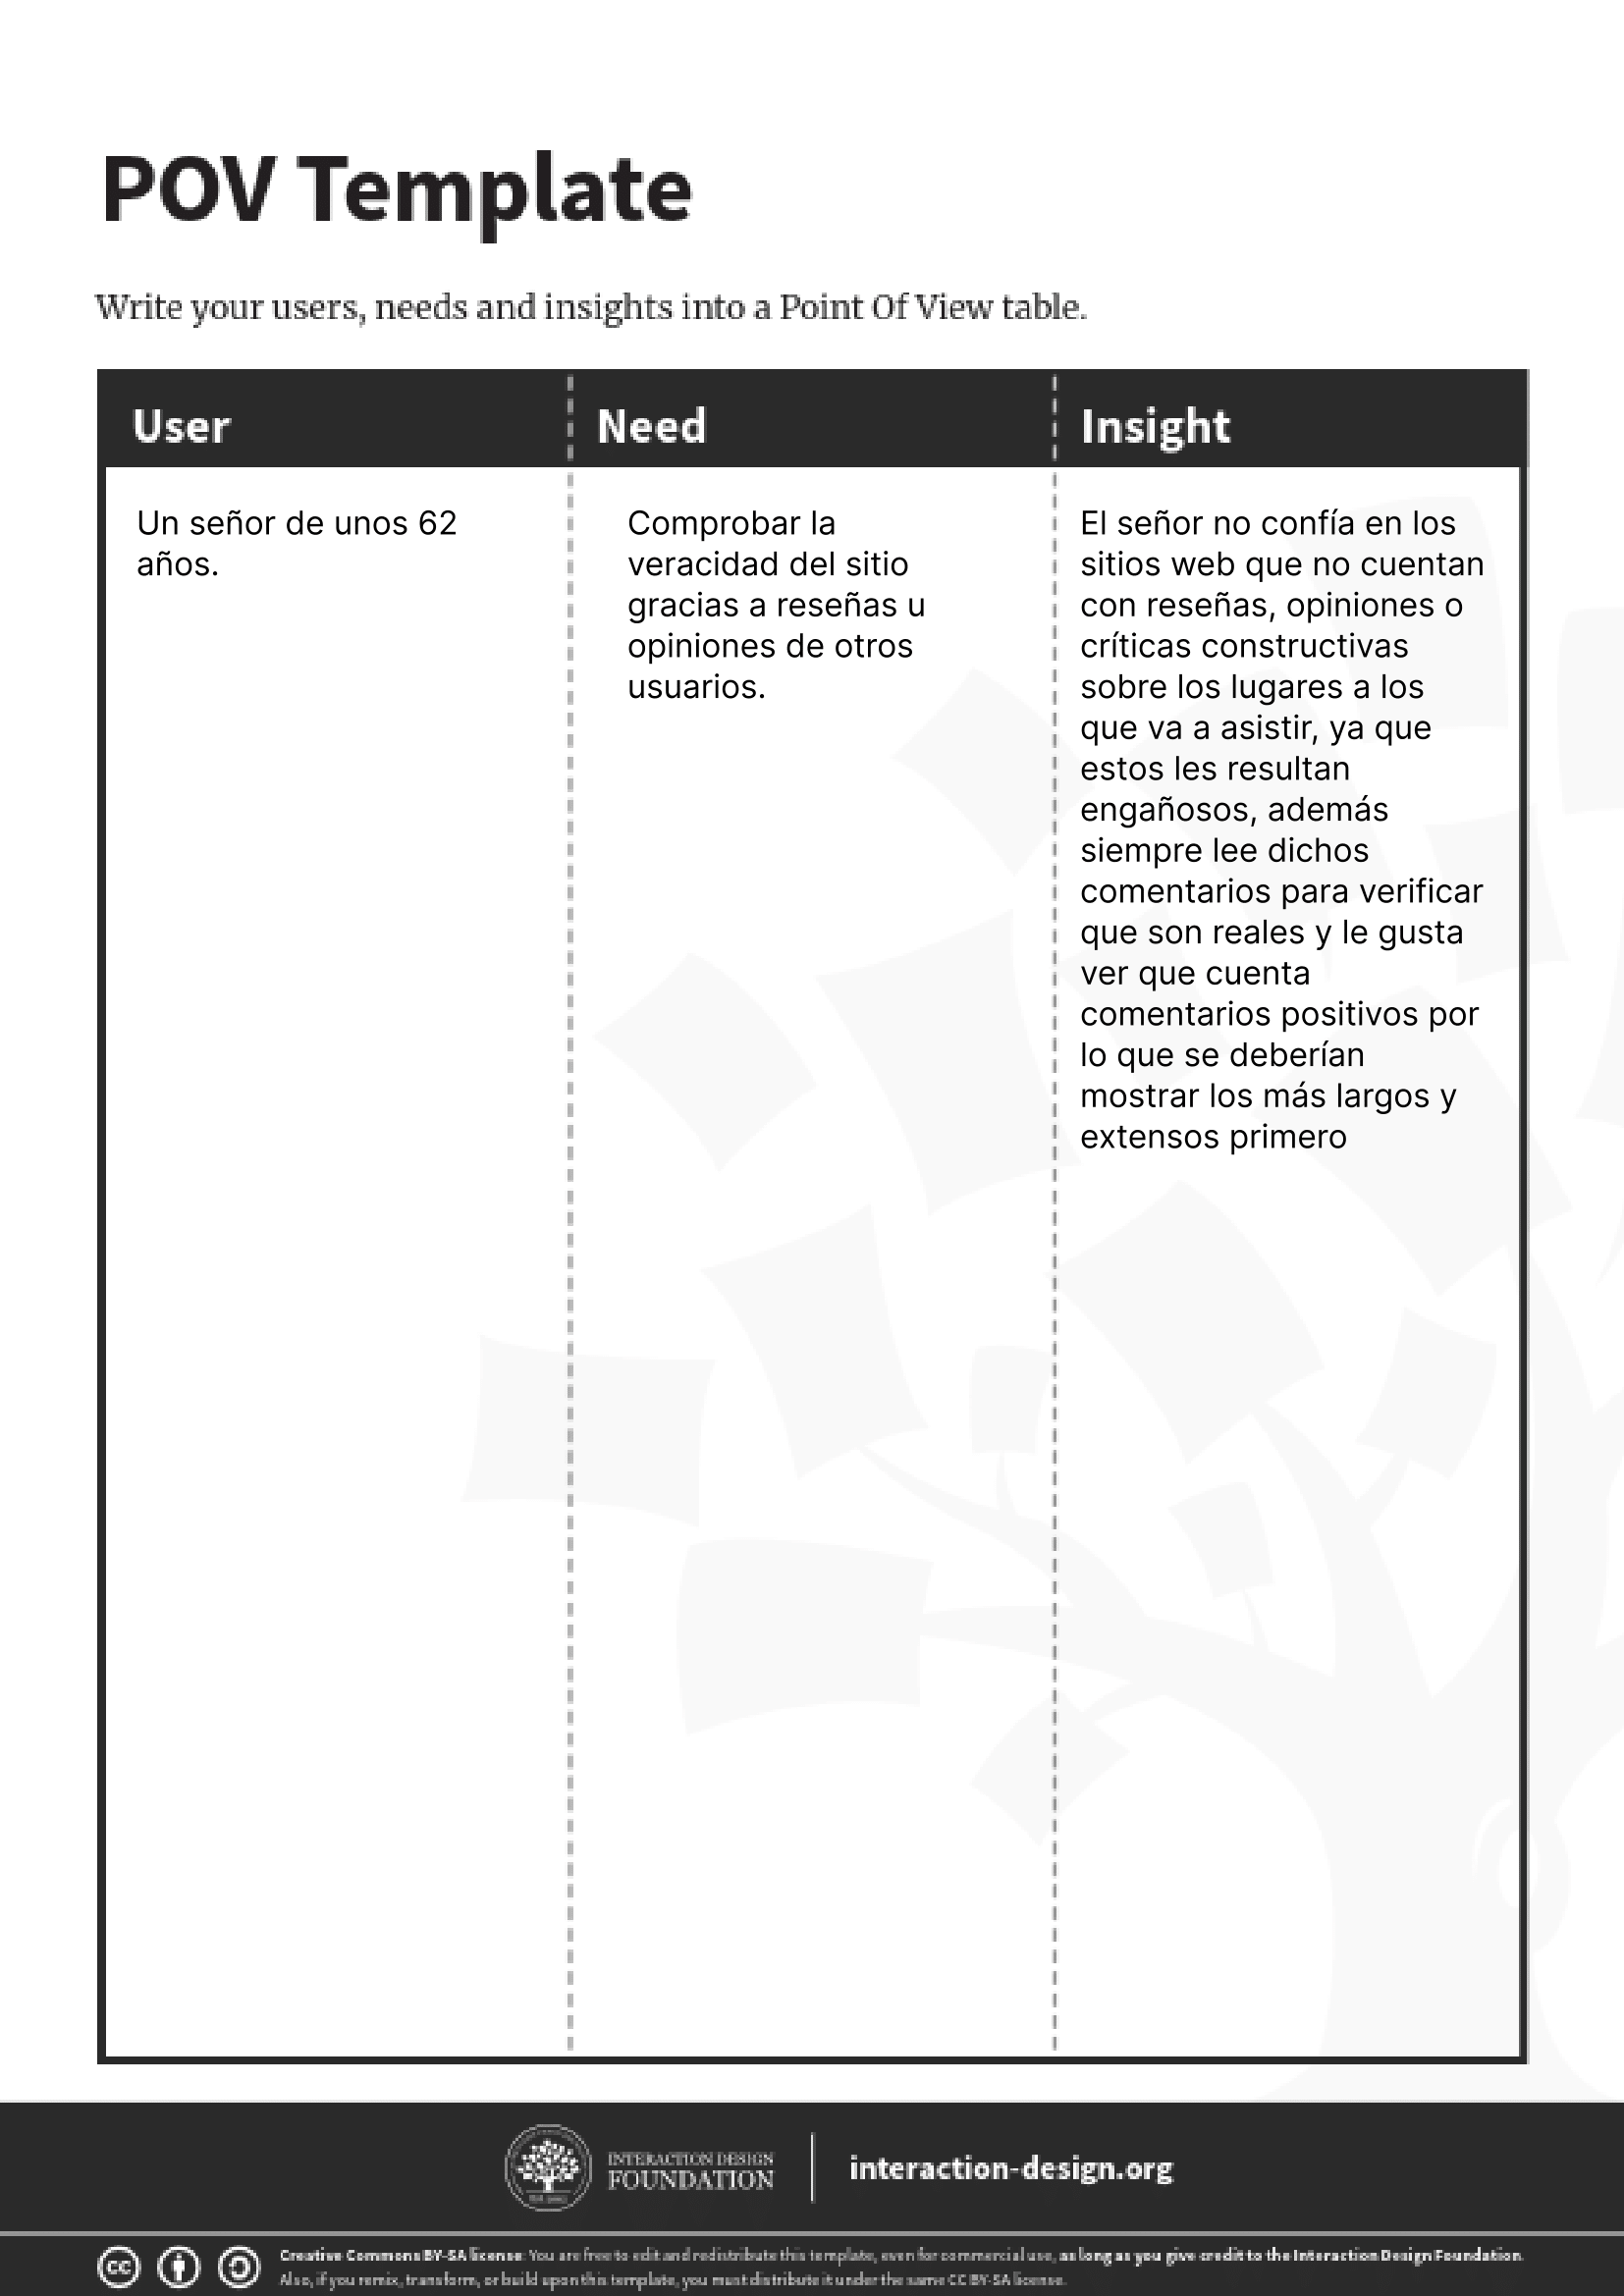 POV Template
Write your users, needs and insights into a Point Of View table.
User
Need
Insight
Un señor de unos 62
años.
Comprobar la
veracidad del sitio
gracias a reseñas u
opiniones de otros
usuarios.
El señor no confía en los
sitios web que no cuentan
con reseñas, opiniones o
críticas constructivas
sobre los lugares a los
que va a asistir, ya que
estos les resultan
engañosos, además
siempre lee dichos
comentarios para verificar
que son reales y le gusta
ver que cuenta
comentarios positivos por
lo que se deberían
mostrar los más largos y
extensos primero
INTERACTION DESIGN
FOUNDATION
interaction-design.org
cc
Creative Commons BY-SA license: You are free to edit and redistribute this template, even for commercial use, as long as you give credit to the Interaction Design Foundation.
Also, if you remix, transform, or build upon this template, you must distribute it under the same CC BY-SA license.